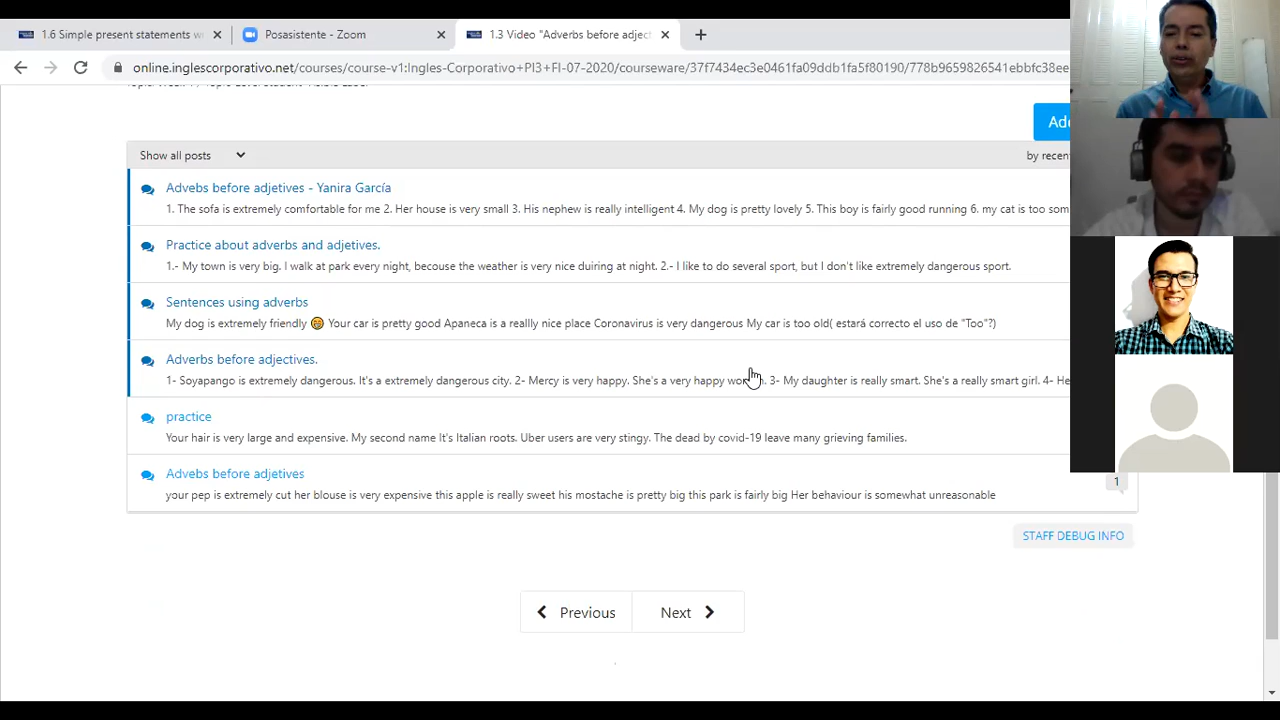 1.6 Simple present statements w
Posasistente - Zoom
1.3 Video "Adverbs before adject
online.inglescorporativo.net/courses/course-v1:Ingles-Corporativo+PI3+FI-07-2020/courseware/37f7434ec3e0461fa09ddb1fa5f80190/778b9659826541ebbfc38ee
Ad
Show all posts
by recen
Advebs before adjetives - Yanira García
1. The sofa is extremely comfortable for me 2. Her house is very small 3. His nephew is really intelligent 4. My dog is pretty lovely 5. This boy is fairly good running 6. my cat is too som
Practice about adverbs and adjetives.
1.- My town is very big. I walk at park every night, becouse the weather is very nice duiring at night. 2.- I like to do several sport, but I don't like extremely dangerous sport.
Sentences using adverbs
My dog is extremely friendly 😁 Your car is pretty good Apaneca is a reallly nice place Coronavirus is very dangerous My car is too old( estará correcto el uso de "Too"?)
Adverbs before adjectives.
1- Soyapango is extremely dangerous. It's a extremely dangerous city. 2- Mercy is very happy. She's a very happy 3- My daughter is really smart. She's a really smart girl. 4- He
practice
Your hair is very large and expensive. My second name It's Italian roots. Uber users are very stingy. The dead by covid-19 leave many grieving families.
Advebs before adjetives
your pep is extremely cut her blouse is very expensive this apple is really sweet his mostache is pretty big this park is fairly big Her behaviour is somewhat unreasonable
1
STAFF DEBUG INFO
Previous
Next